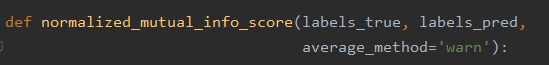 def normalized_mutual_info_score(labels_true, labels_pred,
average_method='warn'):